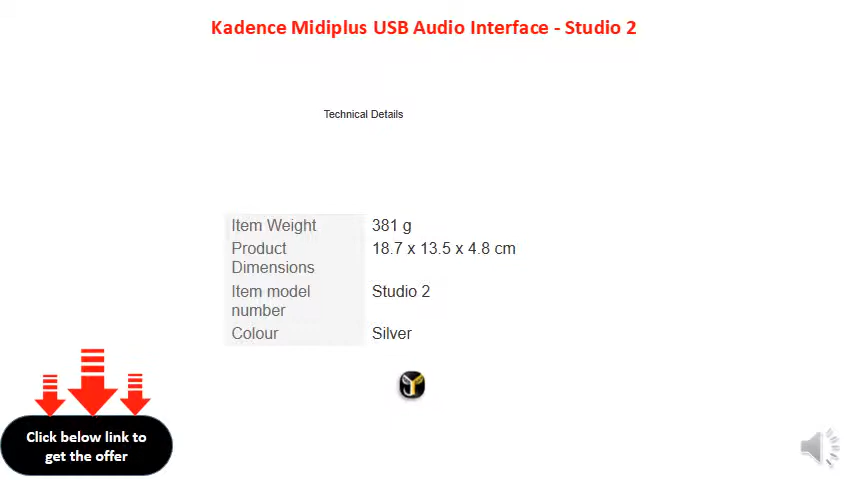 Kadence Midiplus USB Audio Interface - Studio 2
Technical Details
Item Weight 381 g
Product 18.7 x 13.5 x 4.8 cm
Dimensions
Item model Studio 2
number
Colour Silver
Click below link to
get the offer